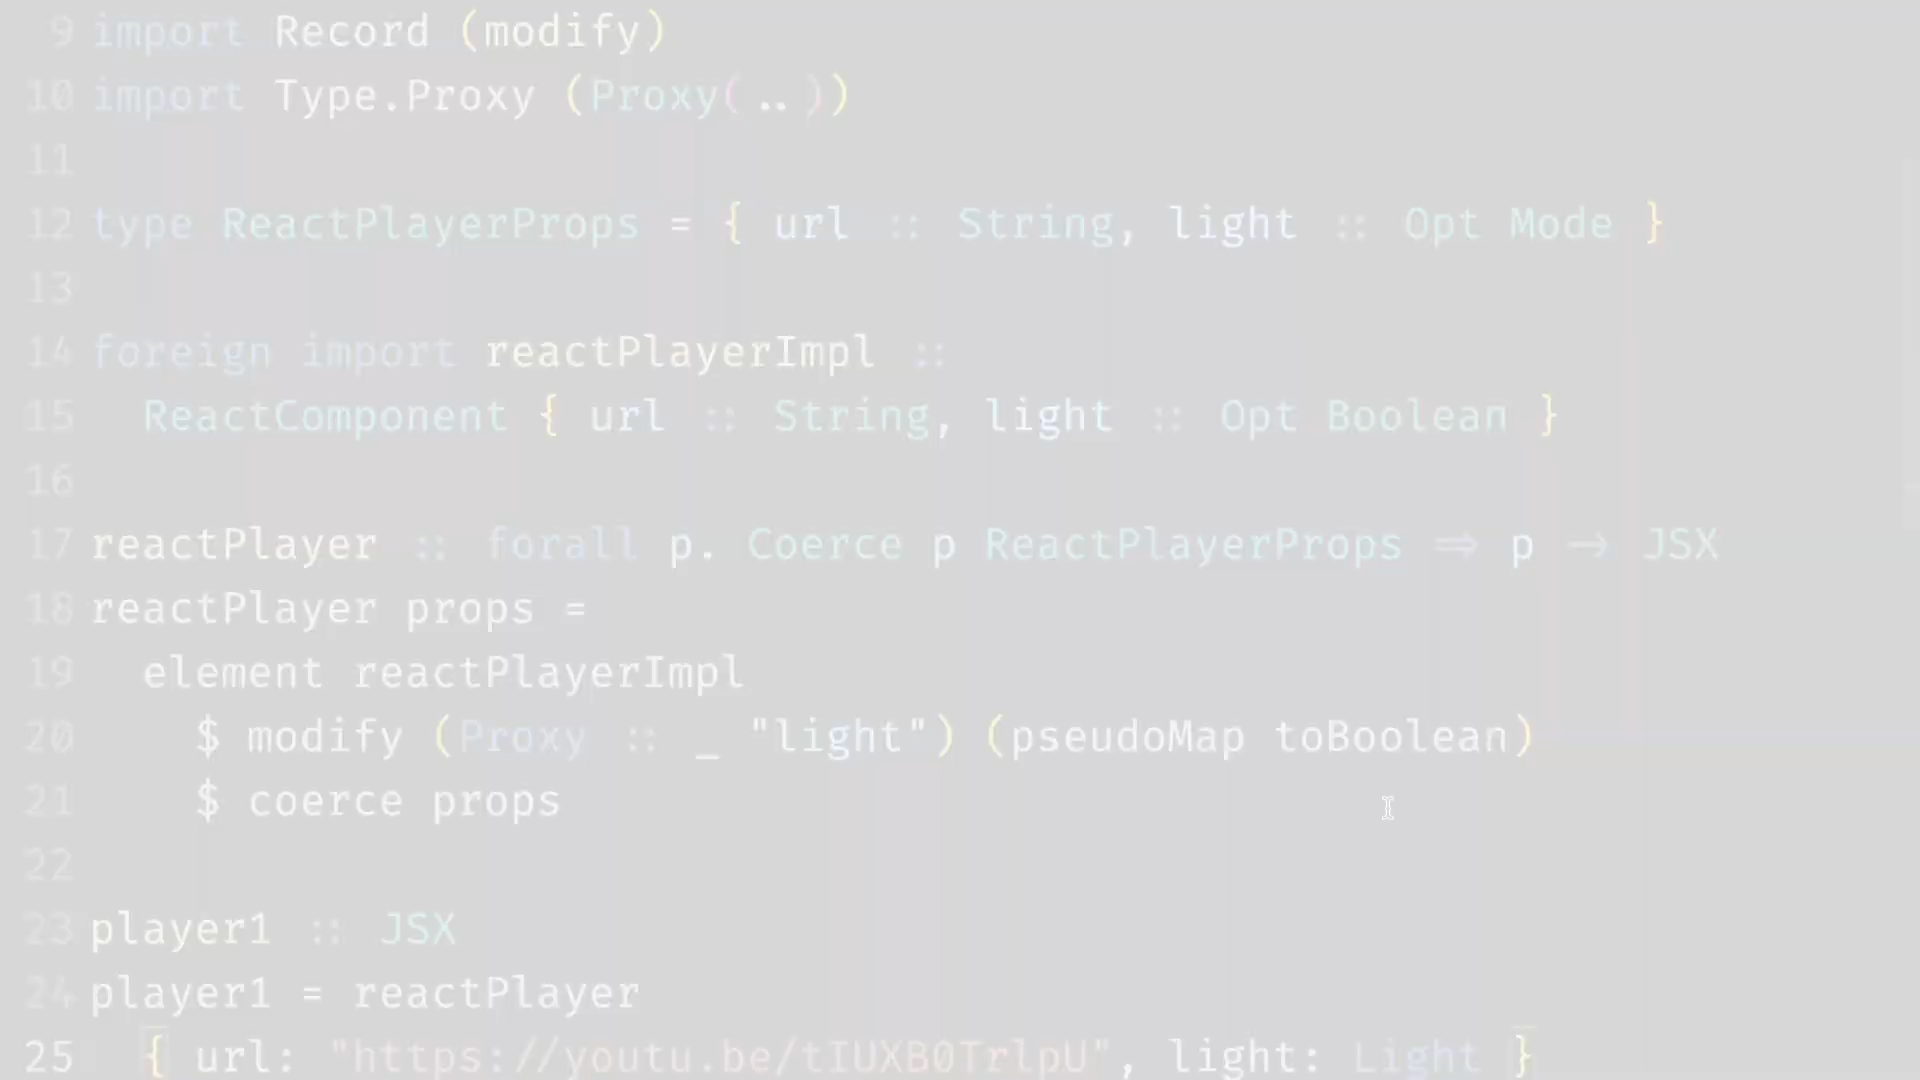 9 import Record (modify)
10 import Type.Proxy (Proxy(..))
11
12 type ReactPlayerProps = { url :: String, light :: Opt Mode }
13
14 foreign import reactPlayerImpl ::
15 ReactComponent { url :: String, light :: Opt Boolean }
16
17 reactPlayer :: forall p. Coerce p ReactPlayerProps ⇒ p → JSX
18 reactPlayer props =
19 element reactPlayerImpl
20 $ modify (Proxy :: _ "light") (pseudoMap toBoolean)
21 $ coerce props
22
23 player1 :: JSX
24 player1 = reactPlayer
25 { url: "https://youtu.be/tIUXB0TrlpU", light: Light }